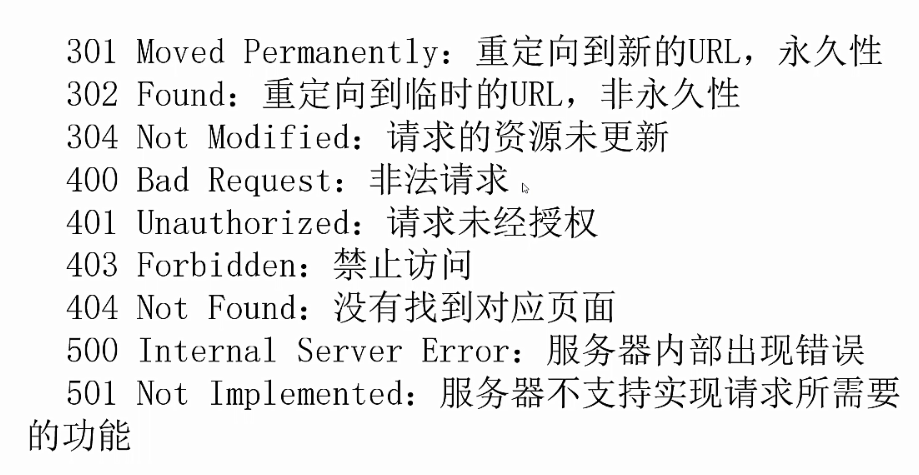 301 Moved Permanently：重定向到新的URL，永久性
302 Found：重定向到临时的URL，非永久性
304 Not Modified：请求的资源未更新
400 Bad Request：非法请求
401 Unauthorized：请求未经授权
403 Forbidden：禁止访问
404 Not Found：没有找到对应页面
500 Internal Server Error：服务器内部出现错误
501 Not Implemented：服务器不支持实现请求所需要
的功能